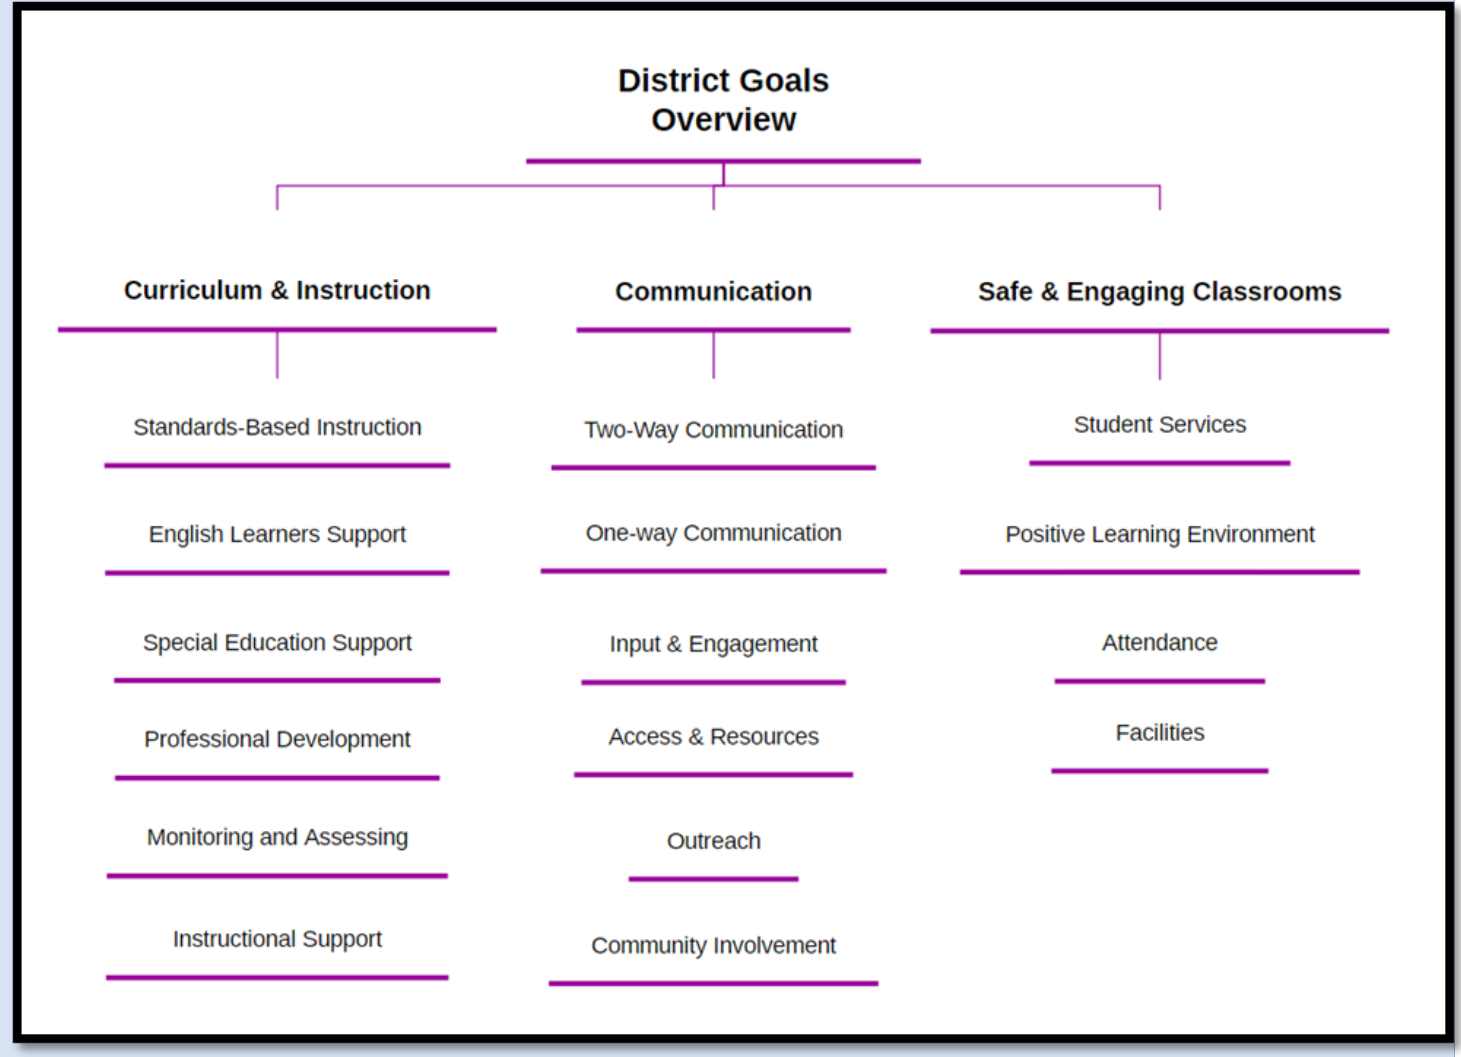 District Goals
Overview
Curriculum & Instruction
Communication
Safe & Engaging Classrooms
Standards-Based Instruction
English Learners Support
Special Education Support
Professional Development
Monitoring and Assessing
Instructional Support
Two-Way Communication
One-way Communication
Input & Engagement
Access & Resources
Outreach
Community Involvement
Student Services
Positive Learning Environment
Attendance
Facilities